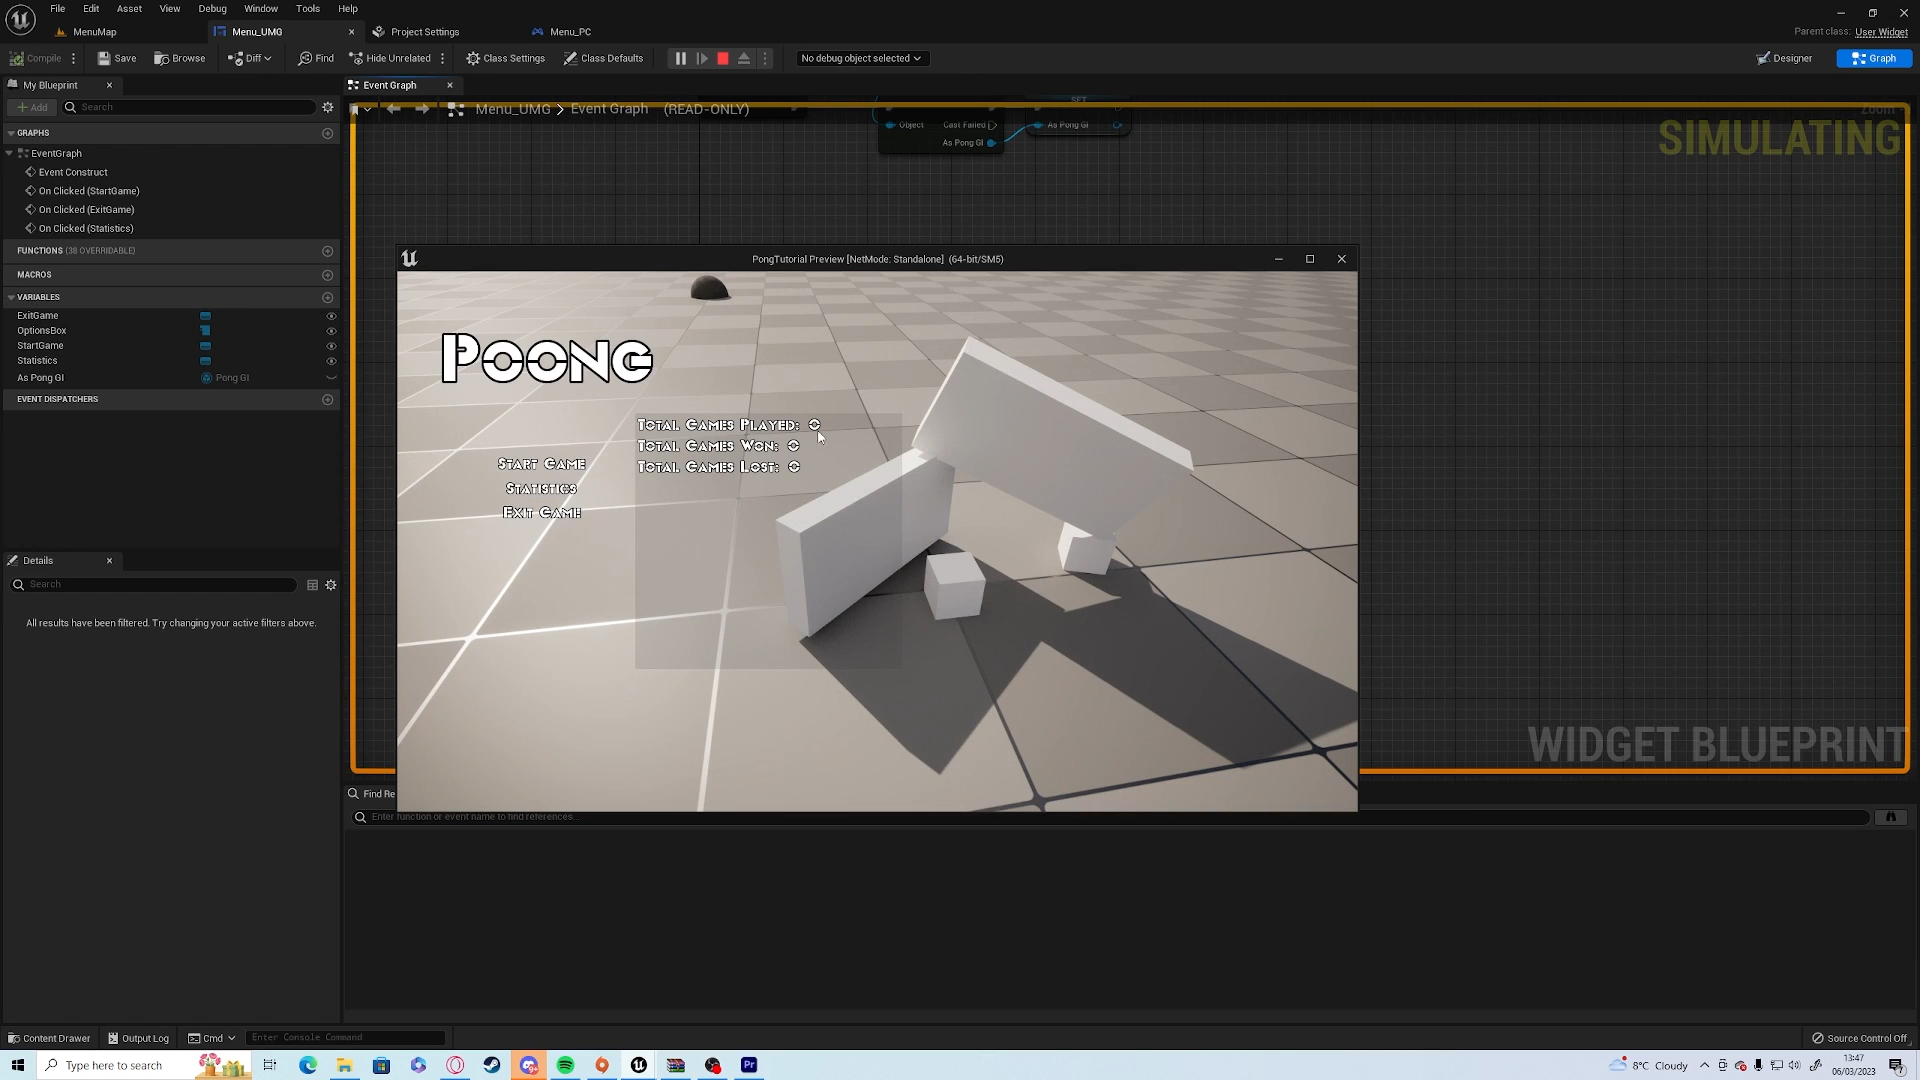 File Edit Asset View Debug Window Tools Help
MenuMap Menu_UMG Project Settings Menu_PC
Parent class: User Widget
Compile Save Browse Diff Find Hide Unrelated Class Settings Class Defaults No debug object selected Designer Graph
My Blueprint Event Graph
Add Search Menu_UMG > Event Graph (READ-ONLY) Zoom
SET
Object Cast Failed As Pong GI
As Pong GI
SIMULATING
GRAPHS
EventGraph
Event Construct
On Clicked (StartGame)
On Clicked (ExitGame)
On Clicked (Statistics)
FUNCTIONS (38 OVERRIDABLE)
MACROS
VARIABLES
ExitGame
OptionsBox
StartGame
Statistics
As Pong GI Pong GI
EVENT DISPATCHERS
PongTutorial Preview [NetMode: Standalone] (64-bit/SM5)
Poong
Total Games Played: 0
Total Games Won: 0
Total Games Lost: 0
Start Game
Statistics
Exit Game
Details
Search
All results have been filtered. Try changing your active filters above.
WIDGET BLUEPRINT
Find Re
Enter function or event name to find references...
Content Drawer Output Log Cmd Enter Console Command Source Control Off
Type here to search Pr 8°C Cloudy 13:47
06/03/2023